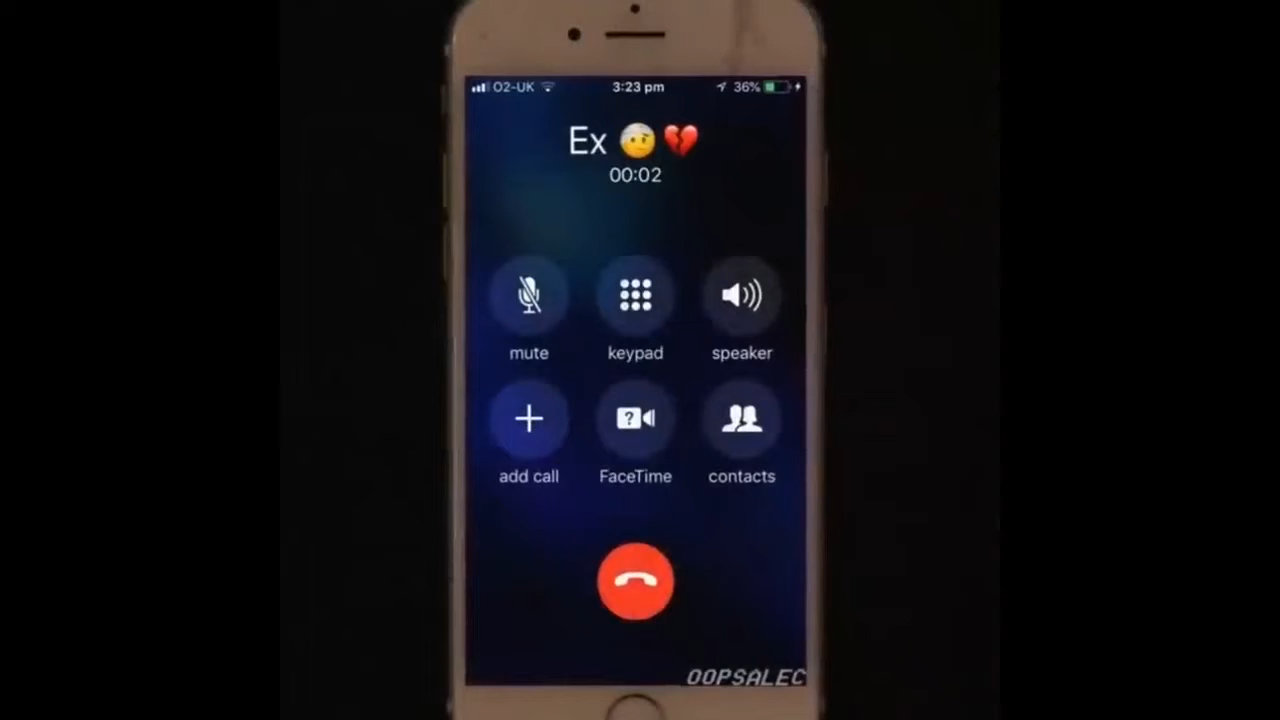 O2-UK 3:23 pm 36%
Ex 🤕💔
00:02
mute keypad speaker
add call FaceTime contacts
OOPSALEC